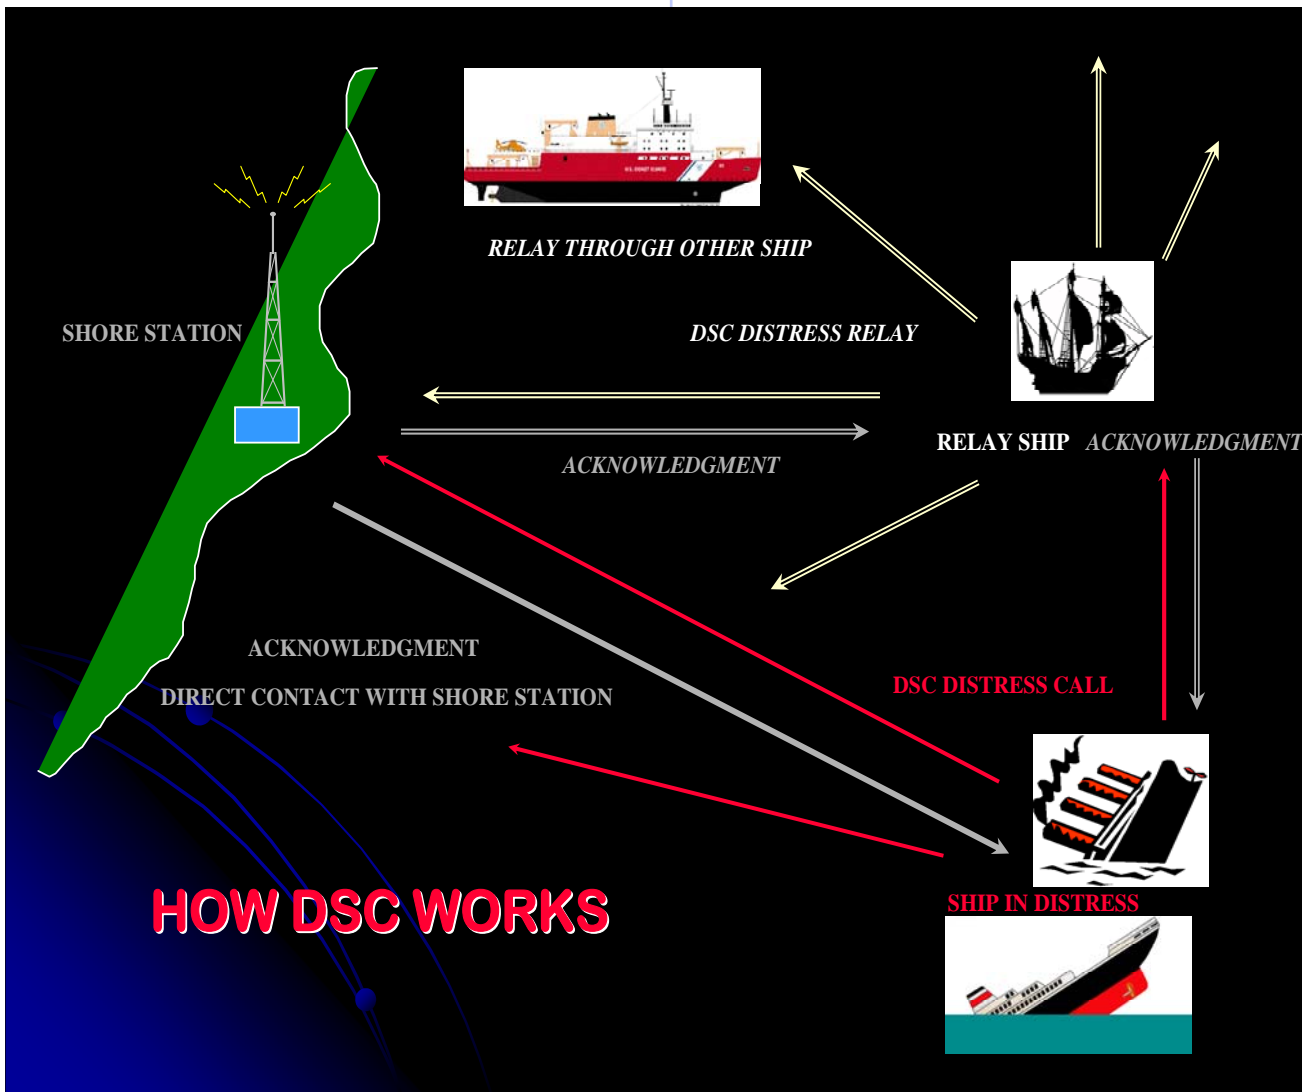 RELAY THROUGH OTHER SHIP
SHORE STATION
DSC DISTRESS RELAY
RELAY SHIP ACKNOWLEDGMENT
ACKNOWLEDGMENT
ACKNOWLEDGMENT
DIRECT CONTACT WITH SHORE STATION
DSC DISTRESS CALL
HOW DSC WORKS
SHIP IN DISTRESS